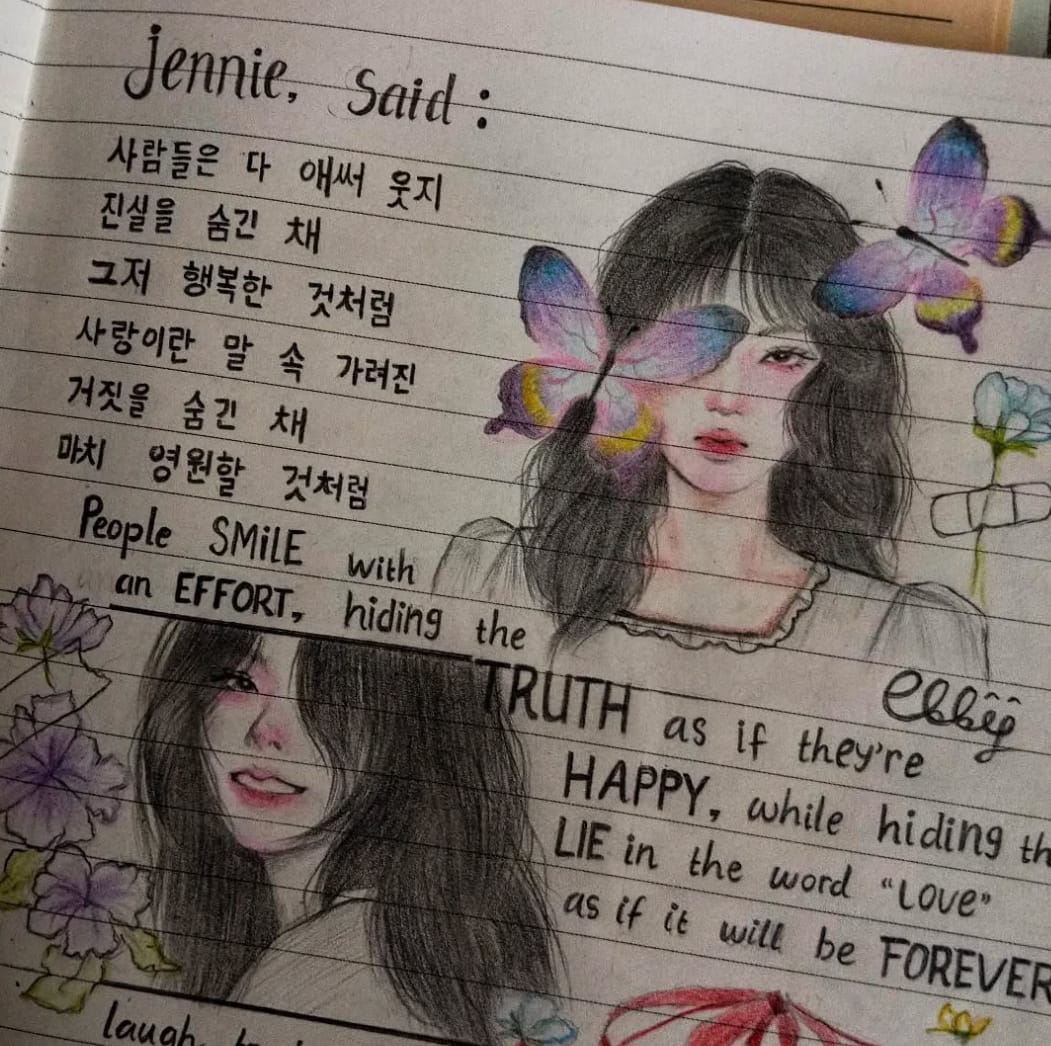 Jennie, Said :
사람들은 다 애써 웃지
진실을 숨긴 채
그저 행복한 것처럼
사랑이란 말 속 가려진
거짓을 숨긴 채
마치 영원할 것처럼
People SMiLE with
an EFFORT, hiding the
TRUTH as if they're
HAPPY, while hiding th
LIE in the word "LOVE"
as if it will be FOREVER
laugh,